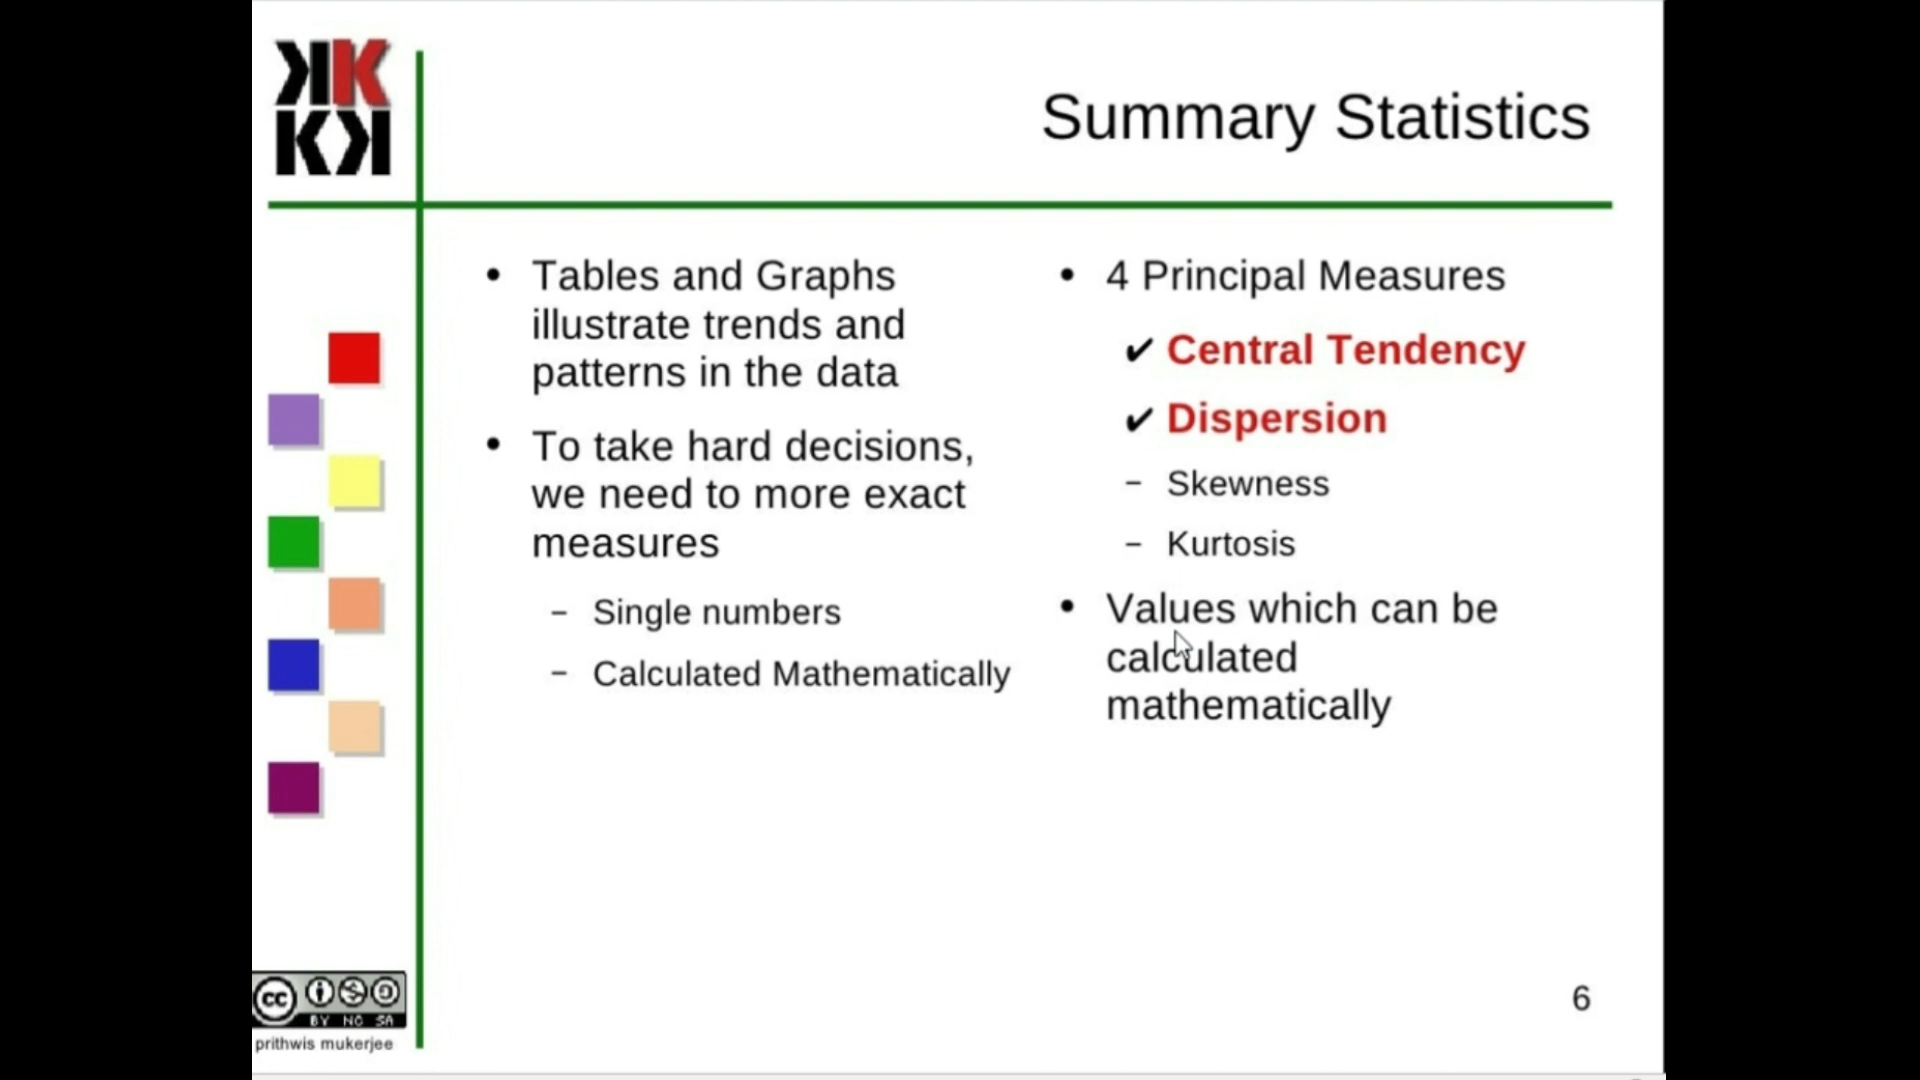 Summary Statistics
• Tables and Graphs
illustrate trends and
patterns in the data
• To take hard decisions,
we need to more exact
measures
– Single numbers
– Calculated Mathematically
• 4 Principal Measures
✔ Central Tendency
✔ Dispersion
– Skewness
– Kurtosis
• Values which can be
calculated
mathematically
cc
BY NC SA
prithwis mukerjee
6